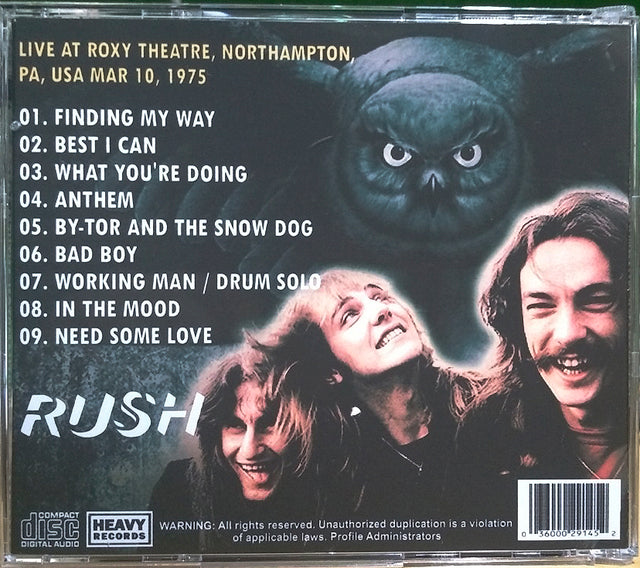 LIVE AT ROXY THEATRE, NORTHAMPTON,
PA, USA MAR 10, 1975
01. FINDING MY WAY
02. BEST I CAN
03. WHAT YOU'RE DOING
04. ANTHEM
05. BY-TOR AND THE SNOW DOG
06. BAD BOY
07. WORKING MAN / DRUM SOLO
08. IN THE MOOD
09. NEED SOME LOVE
RUSH
COMPACT
disc
DIGITAL AUDIO
HEAVY
RECORDS
WARNING: All rights reserved. Unauthorized duplication is a violation
of applicable laws. Profile Administrators
0 36000 29145 2